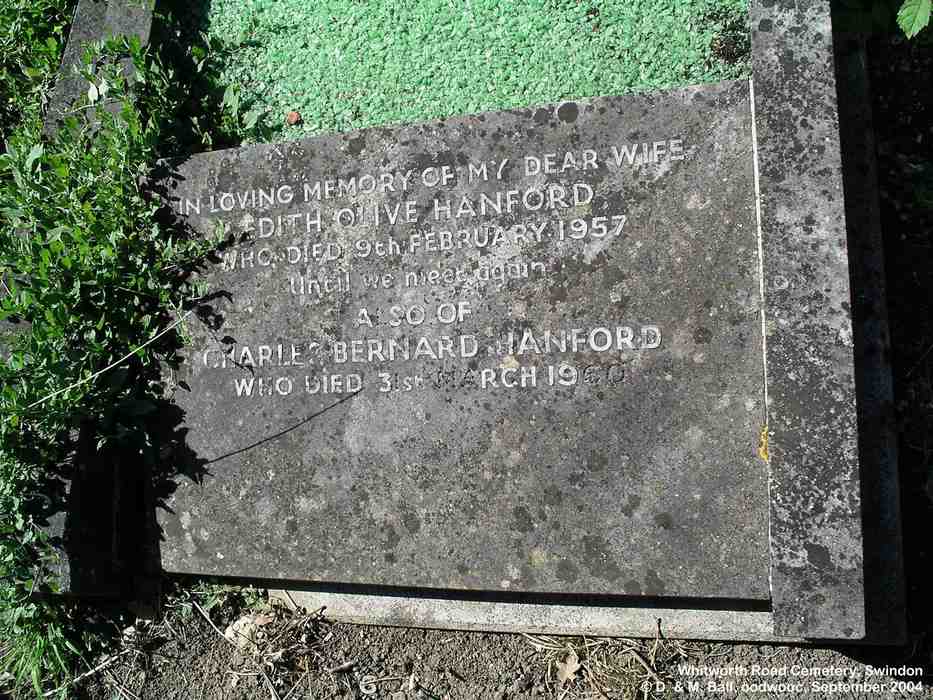 IN LOVING MEMORY OF MY DEAR WIFE
EDITH OLIVE HANFORD
WHO DIED 9th FEBRUARY 1957
Until we meet again
ALSO OF
CHARLES BERNARD HANFORD
WHO DIED 31st MARCH 1960
Whitworth Road Cemetery, Swindon
© D. & M. Ball, oodwooc, September 2004